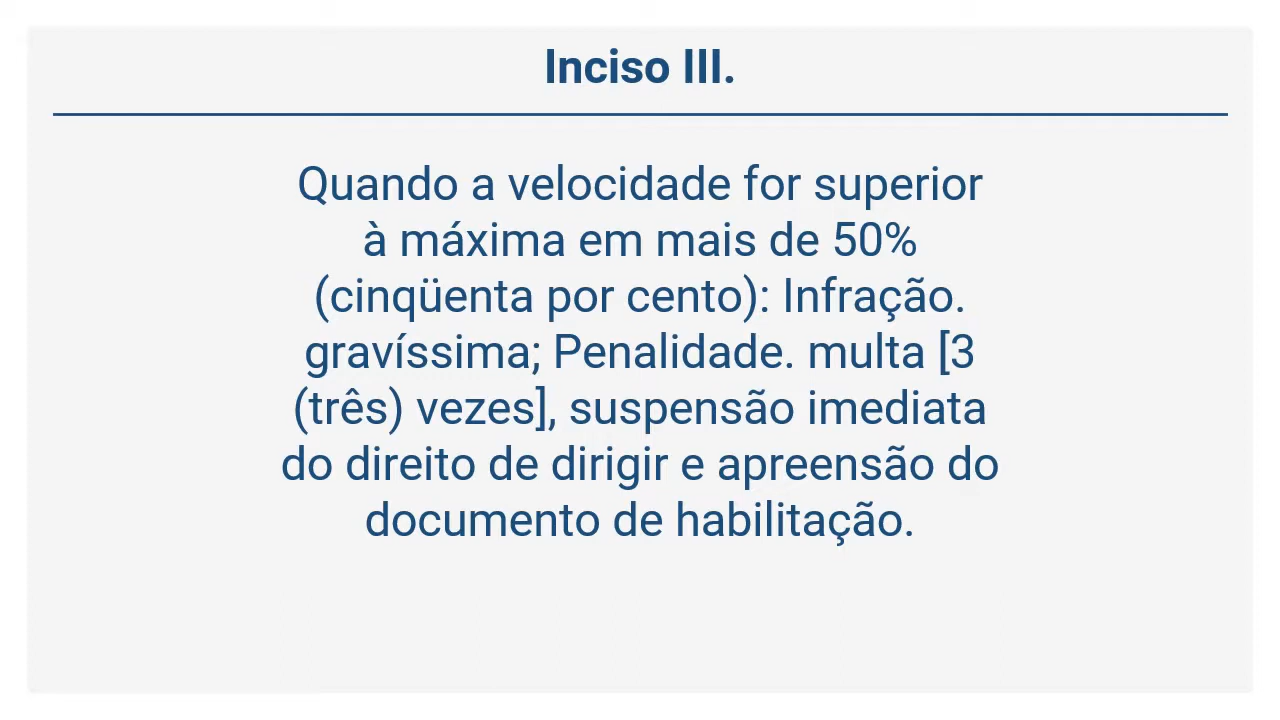 Inciso III.
Quando a velocidade for superior
à máxima em mais de 50%
(cinqüenta por cento): Infração.
gravíssima; Penalidade. multa [3
(três) vezes], suspensão imediata
do direito de dirigir e apreensão do
documento de habilitação.